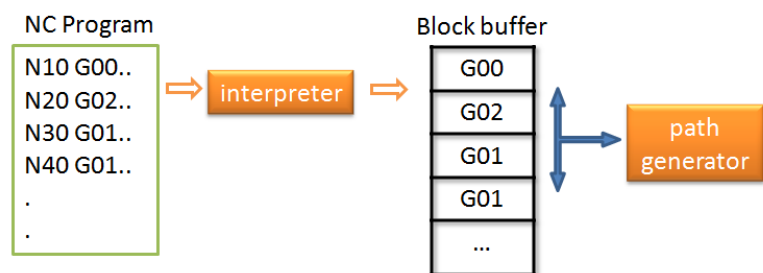 NC Program
N10 G00..
N20 G02..
N30 G01..
N40 G01..
.
.
interpreter
Block buffer
G00
G02
G01
G01
...
path
generator